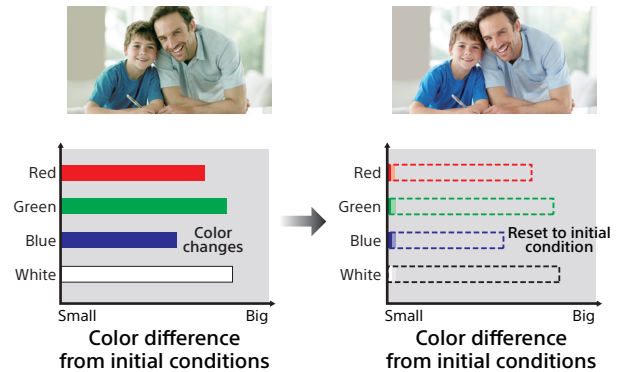 Red
Green
Blue
White
Color
changes
Small
Big
Color difference
from initial conditions
Red
Green
Blue
White
Reset to initial
condition
Small
Big
Color difference
from initial conditions